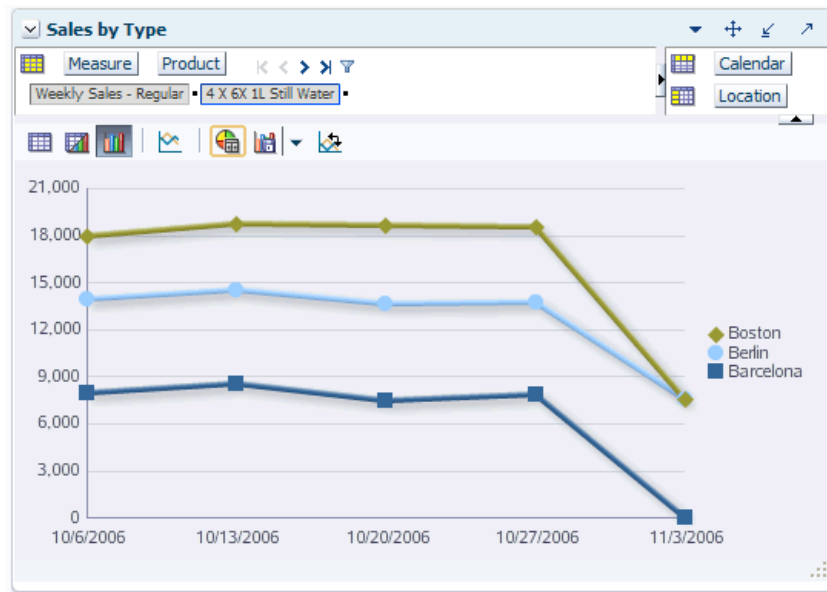 Sales by Type
Measure Product
Calendar
Weekly Sales - Regular 4 X 6X 1L Still Water
Location
21,000
18,000
15,000
12,000
9,000
6,000
3,000
0
Boston
Berlin
Barcelona
10/6/2006 10/13/2006 10/20/2006 10/27/2006 11/3/2006